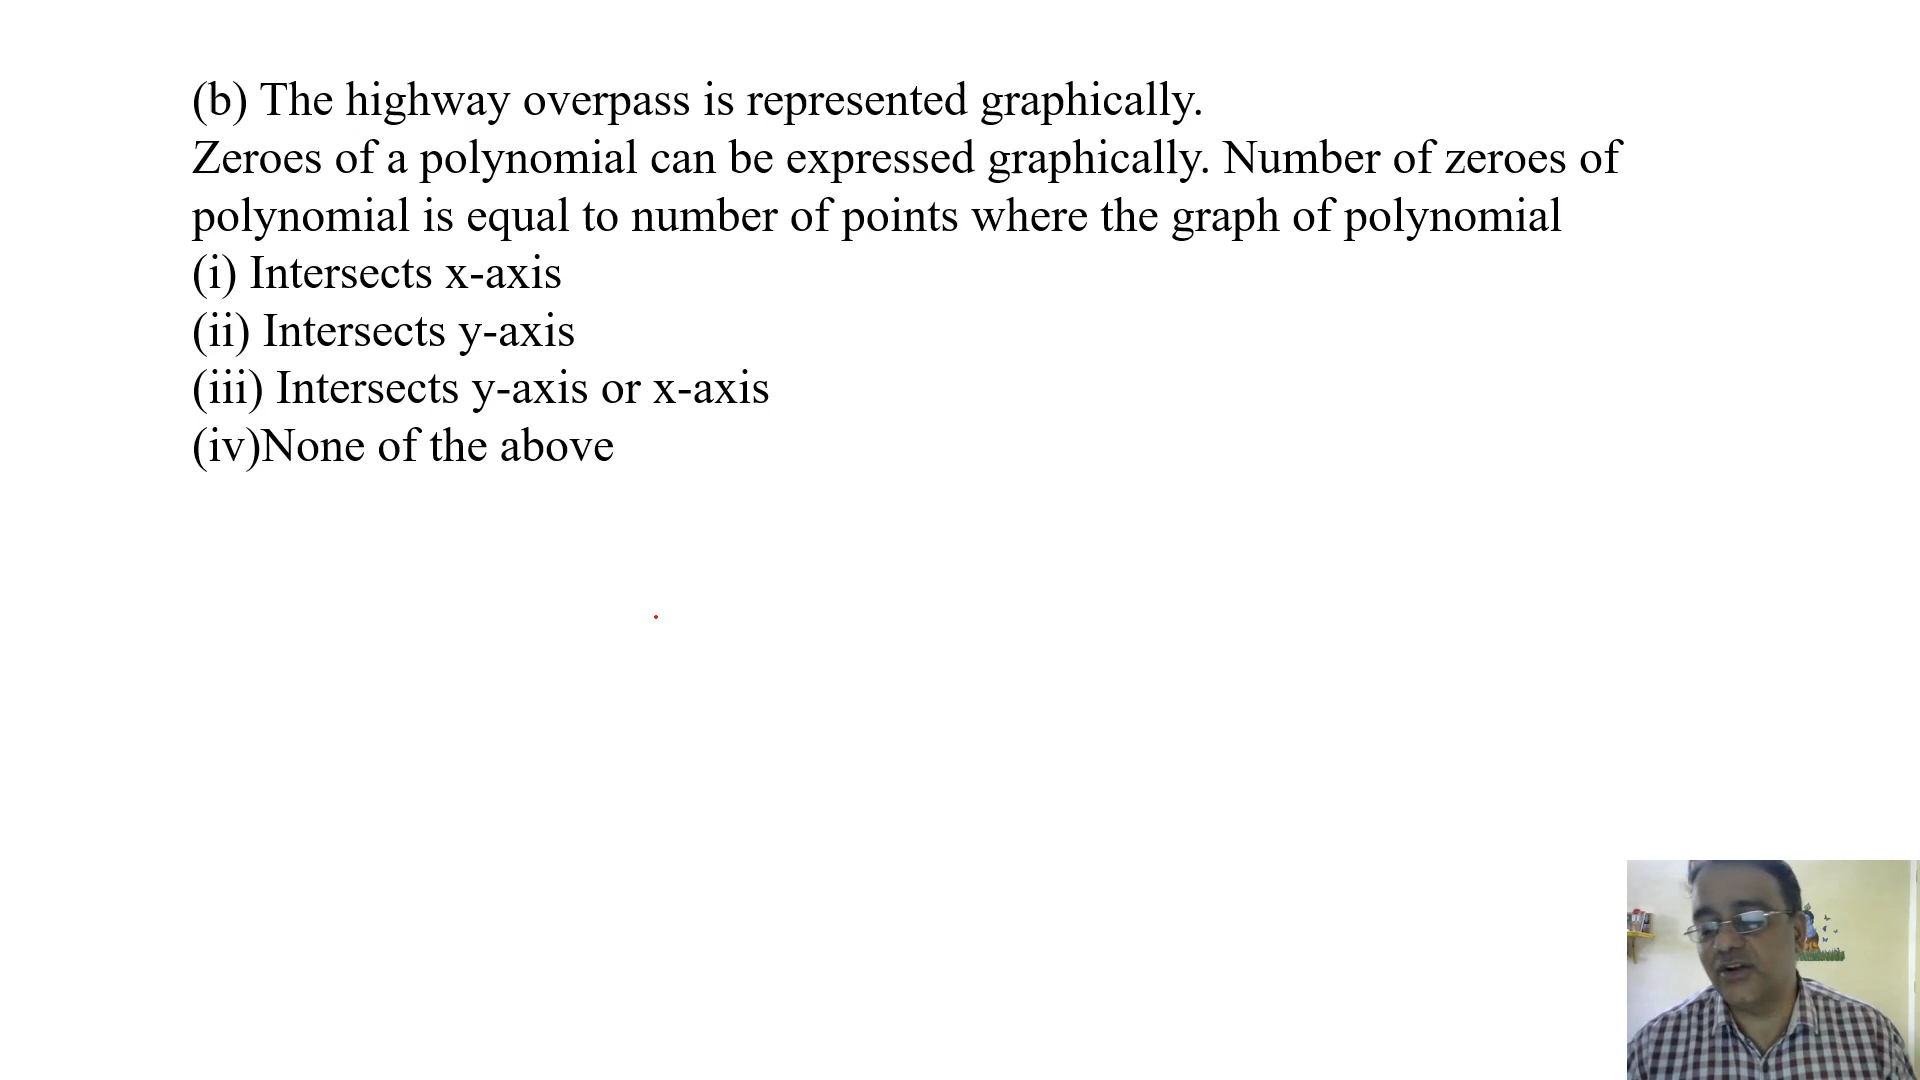 (b) The highway overpass is represented graphically.
Zeroes of a polynomial can be expressed graphically. Number of zeroes of
polynomial is equal to number of points where the graph of polynomial
(i) Intersects x-axis
(ii) Intersects y-axis
(iii) Intersects y-axis or x-axis
(iv)None of the above